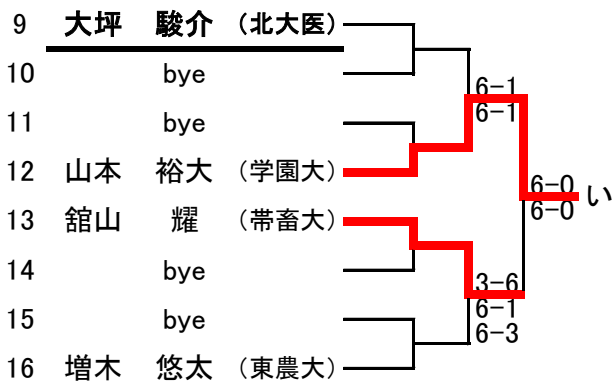 9 大坪 駿介 (北大医)
10 bye
6-1
11 bye 6-1
12 山本 裕大 (学園大)
6-0 い
13 舘山 耀 (帯畜大) 6-0
14 bye
3-6
15 bye 6-1
6-3
16 増木 悠太 (東農大)